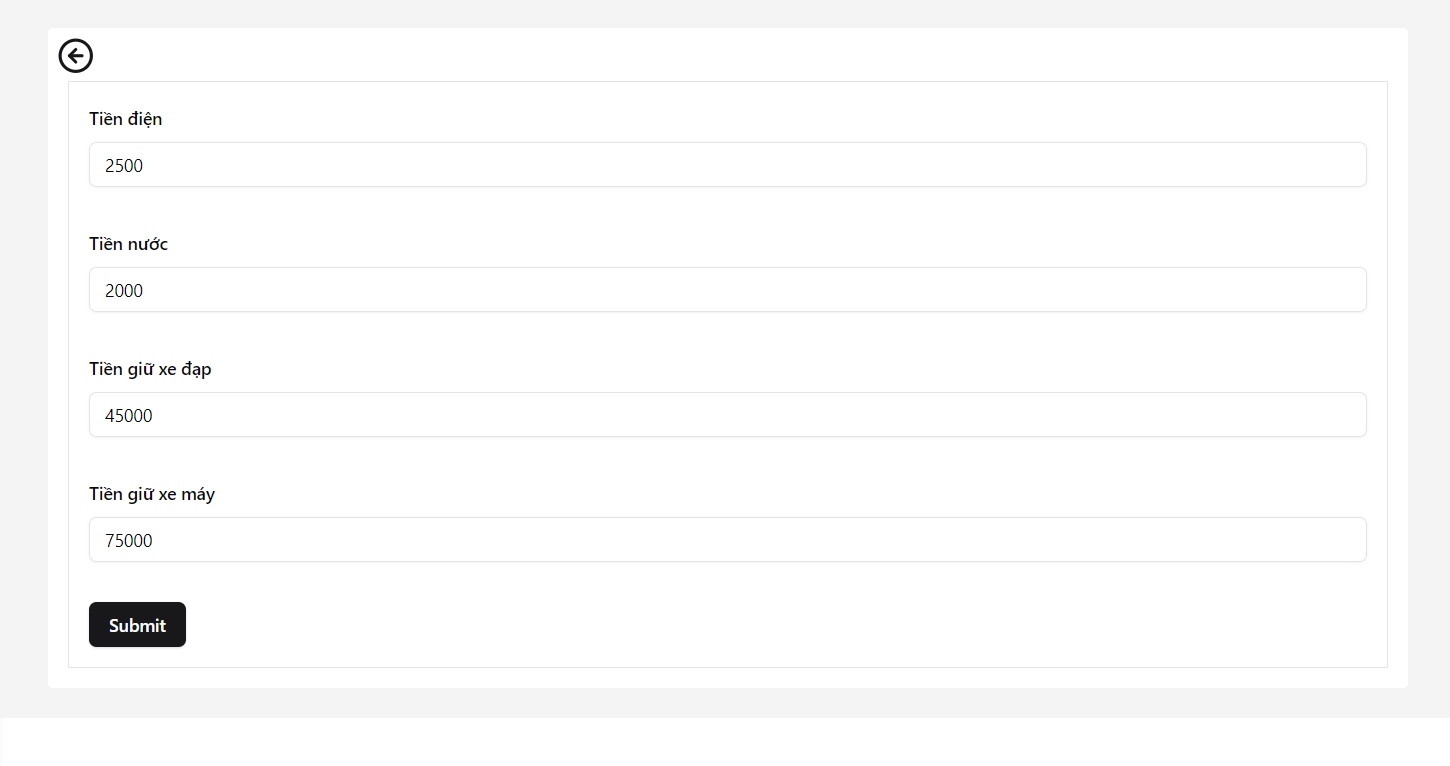 Tiền điện
2500
Tiền nước
2000
Tiền giữ xe đạp
45000
Tiền giữ xe máy
75000
Submit